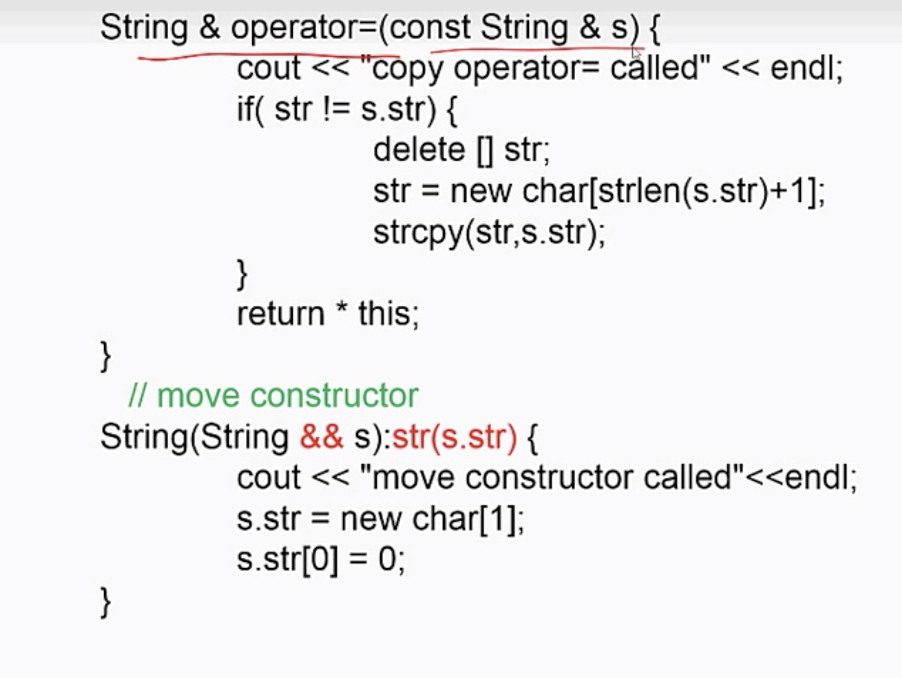 String & operator=(const String & s) {
cout << "copy operator= called" << endl;
if( str != s.str) {
delete [] str;
str = new char[strlen(s.str)+1];
strcpy(str,s.str);
}
return * this;
}
// move constructor
String(String && s):str(s.str) {
cout << "move constructor called"<<endl;
s.str = new char[1];
s.str[0] = 0;
}